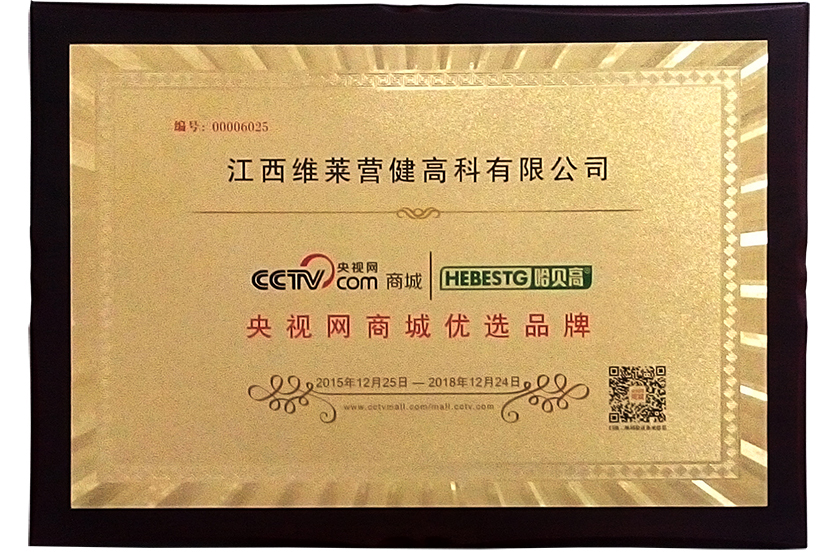 编号：00006025
江西维莱营健高科有限公司
CCTV.com 央视网 商城 HEBESTG 哈贝高
央视网商城优选品牌
2015年12月25日 — 2018年12月24日
www.cctvmall.com/mall.cctv.com